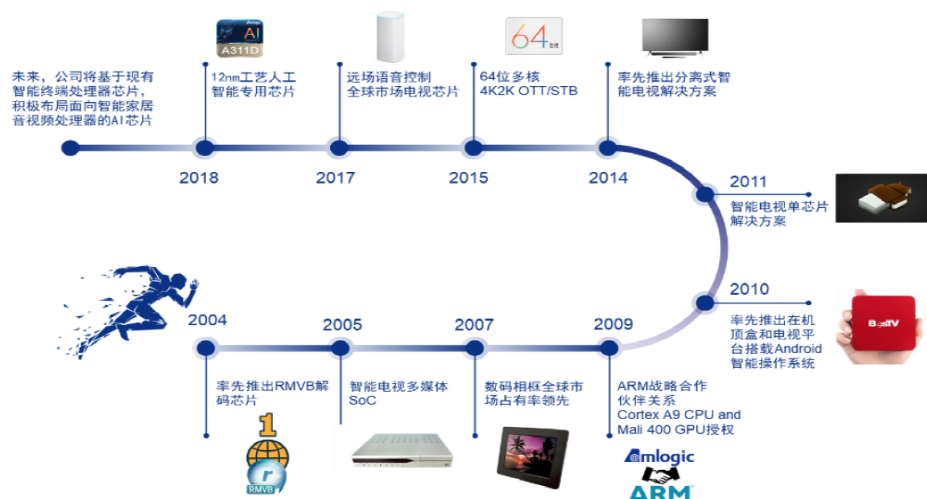 AI
A311D
64 bit
未来，公司将基于现有
智能终端处理器芯片，
积极布局面向智能家居
音视频处理器的AI芯片
12nm工艺人工
智能专用芯片
远场语音控制
全球市场电视芯片
64位多核
4K2K OTT/STB
率先推出分离式智
能电视解决方案
2018
2017
2015
2014
2011
智能电视单芯片
解决方案
2010
率先推出在机
顶盒和电视平
台搭载Android
智能操作系统
BesTV
2004
2005
2007
2009
率先推出RMVB解
码芯片
智能电视多媒体
SoC
数码相框全球市
场占有率领先
ARM战略合作
伙伴关系
Cortex A9 CPU and
Mali 400 GPU授权
1
r
RMVB
Amlogic
ARM